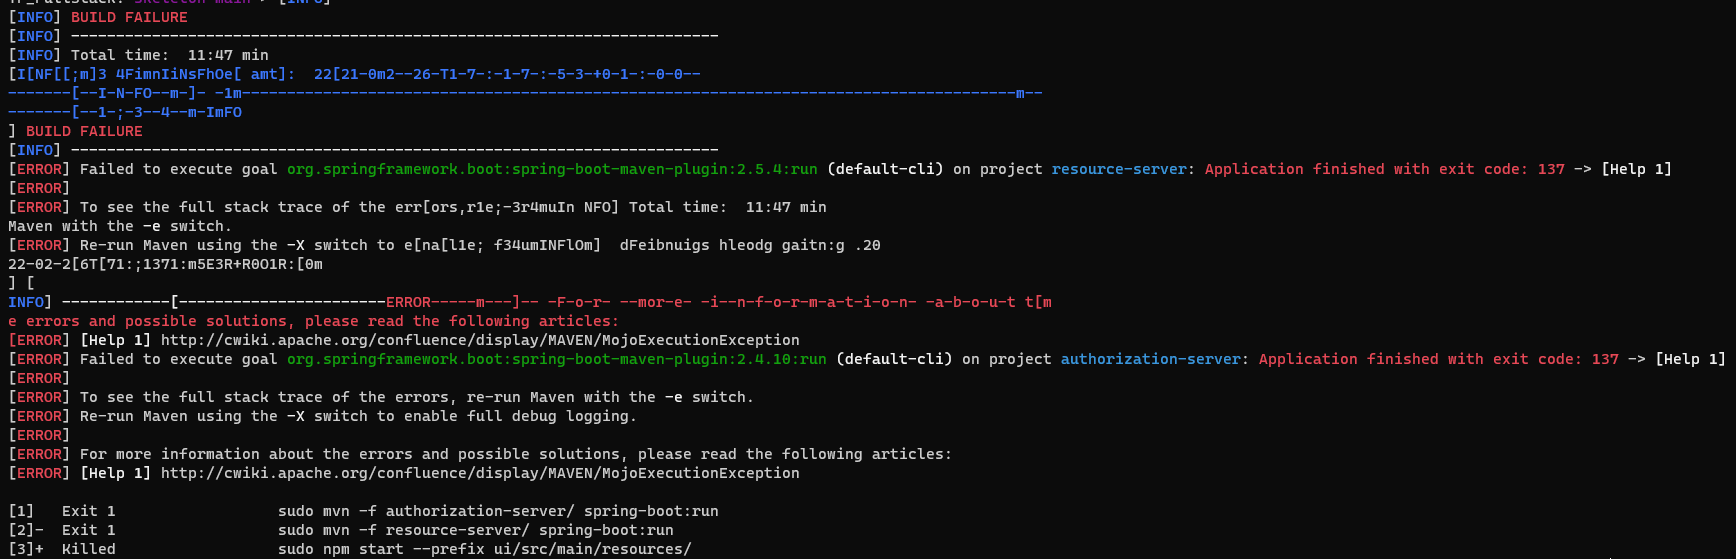 [INFO] BUILD FAILURE
[INFO] ------------------------------------------------------------------------
[INFO] Total time:  11:47 min
[I[NF[[;m]3 4FimnIiNsFhOe[ amt]:  22[21-0m2--26-T1-7-:-1-7-:-5-3-+0-1-:-0-0--
-------[--I-N-FO--m-]- -1m--------------------------------------------------------------------------------------m--
-------[--1-;-3--4--m-ImFO
] BUILD FAILURE
[INFO] ------------------------------------------------------------------------
[ERROR] Failed to execute goal org.springframework.boot:spring-boot-maven-plugin:2.5.4:run (default-cli) on project resource-server: Application finished with exit code: 137 -> [Help 1]
[ERROR]
[ERROR] To see the full stack trace of the err[ors,r1e;-3r4muIn NFO] Total time:  11:47 min
Maven with the -e switch.
[ERROR] Re-run Maven using the -X switch to e[na[l1e; f34umINFlOm]  dFeibnuigs hleodg gaitn:g .20
22-02-2[6T[71:;1371:m5E3R+R0O1R:[0m
] [
INFO] ------------[-----------------------ERROR-----m---]-- -F-o-r- --mor-e- -i--n-f-o-r-m-a-t-i-o-n- -a-b-o-u-t t[m
e errors and possible solutions, please read the following articles:
[ERROR] [Help 1] http://cwiki.apache.org/confluence/display/MAVEN/MojoExecutionException
[ERROR] Failed to execute goal org.springframework.boot:spring-boot-maven-plugin:2.4.10:run (default-cli) on project authorization-server: Application finished with exit code: 137 -> [Help 1]
[ERROR]
[ERROR] To see the full stack trace of the errors, re-run Maven with the -e switch.
[ERROR] Re-run Maven using the -X switch to enable full debug logging.
[ERROR]
[ERROR] For more information about the errors and possible solutions, please read the following articles:
[ERROR] [Help 1] http://cwiki.apache.org/confluence/display/MAVEN/MojoExecutionException
[1]   Exit 1                  sudo mvn -f authorization-server/ spring-boot:run
[2]-  Exit 1                  sudo mvn -f resource-server/ spring-boot:run
[3]+  Killed                  sudo npm start --prefix ui/src/main/resources/